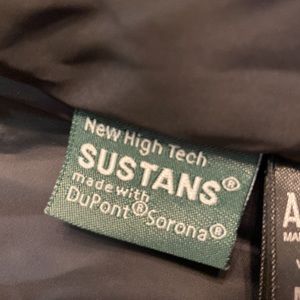 New High Tech
SUSTANS®
made with
DuPont® Sorona®